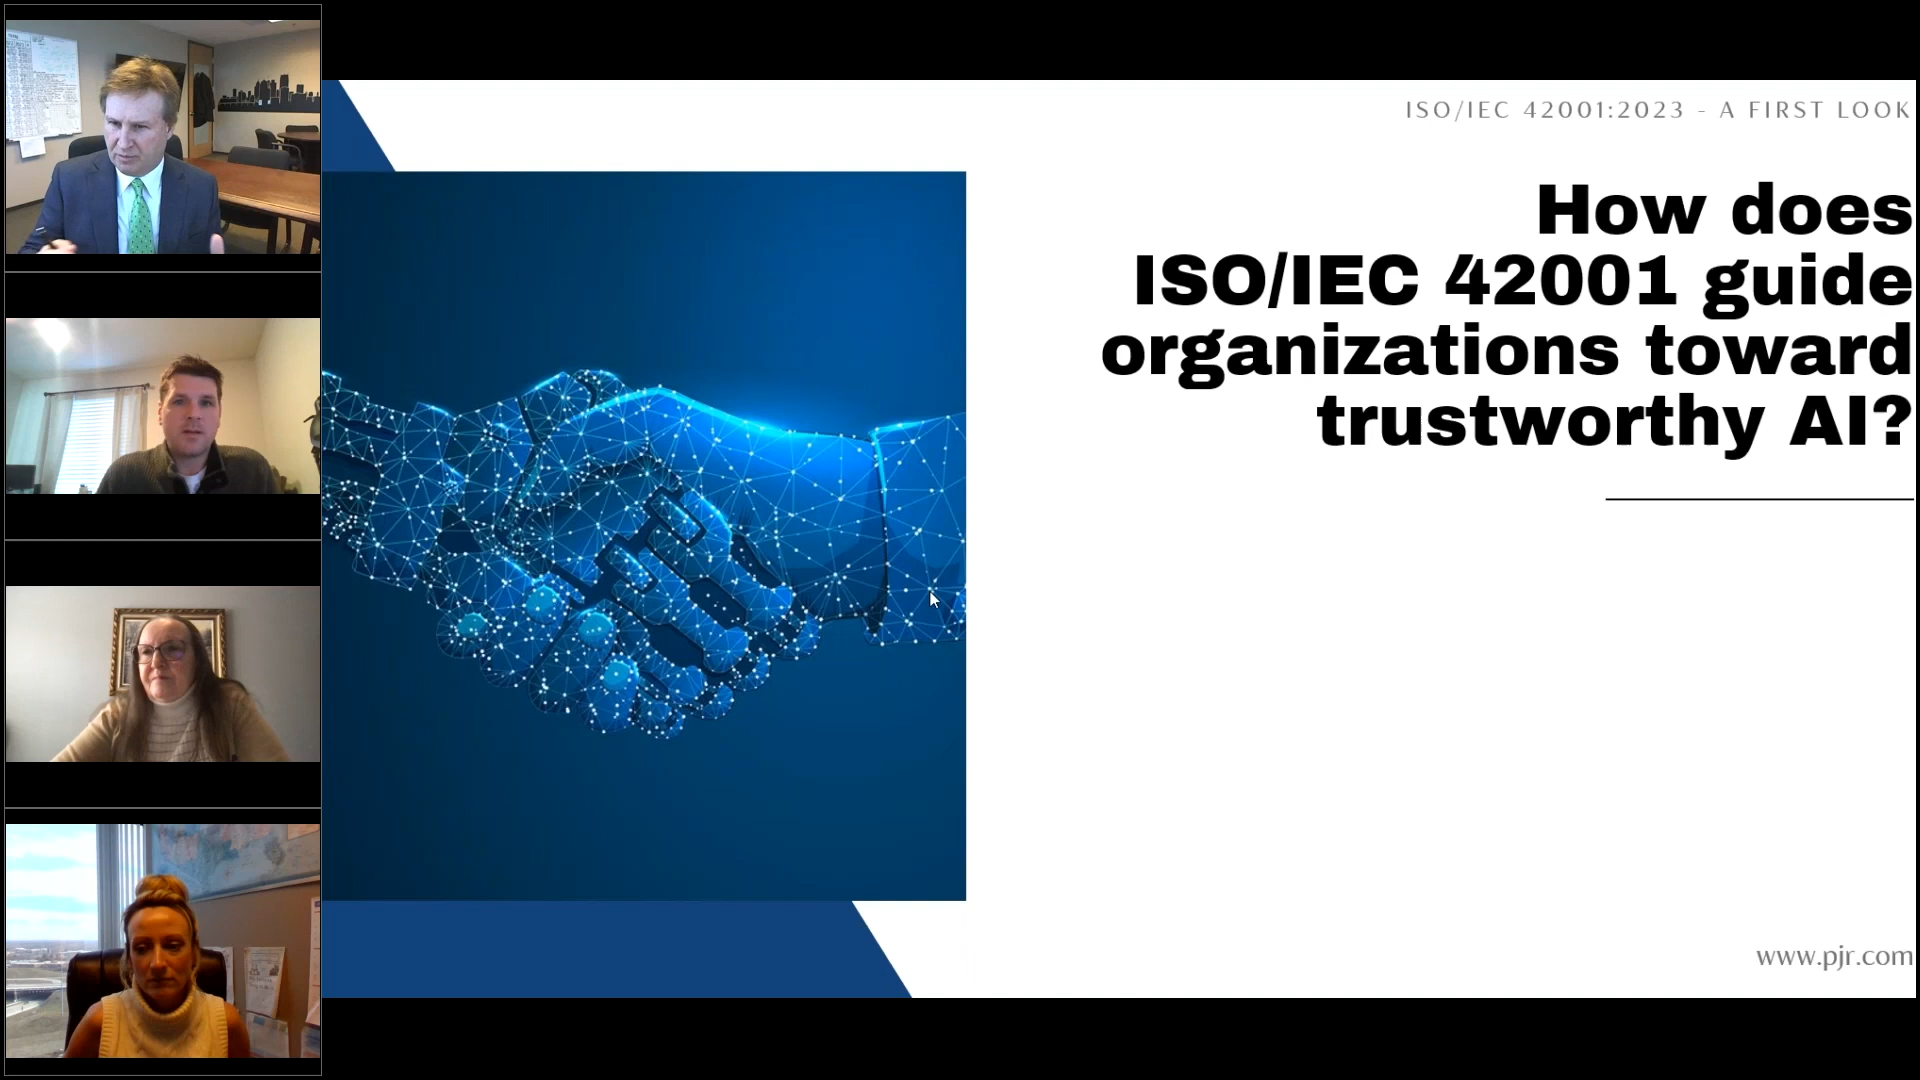 ISO/IEC 42001:2023 - A FIRST LOOK
How does
ISO/IEC 42001 guide
organizations toward
trustworthy AI?
www.pjr.com